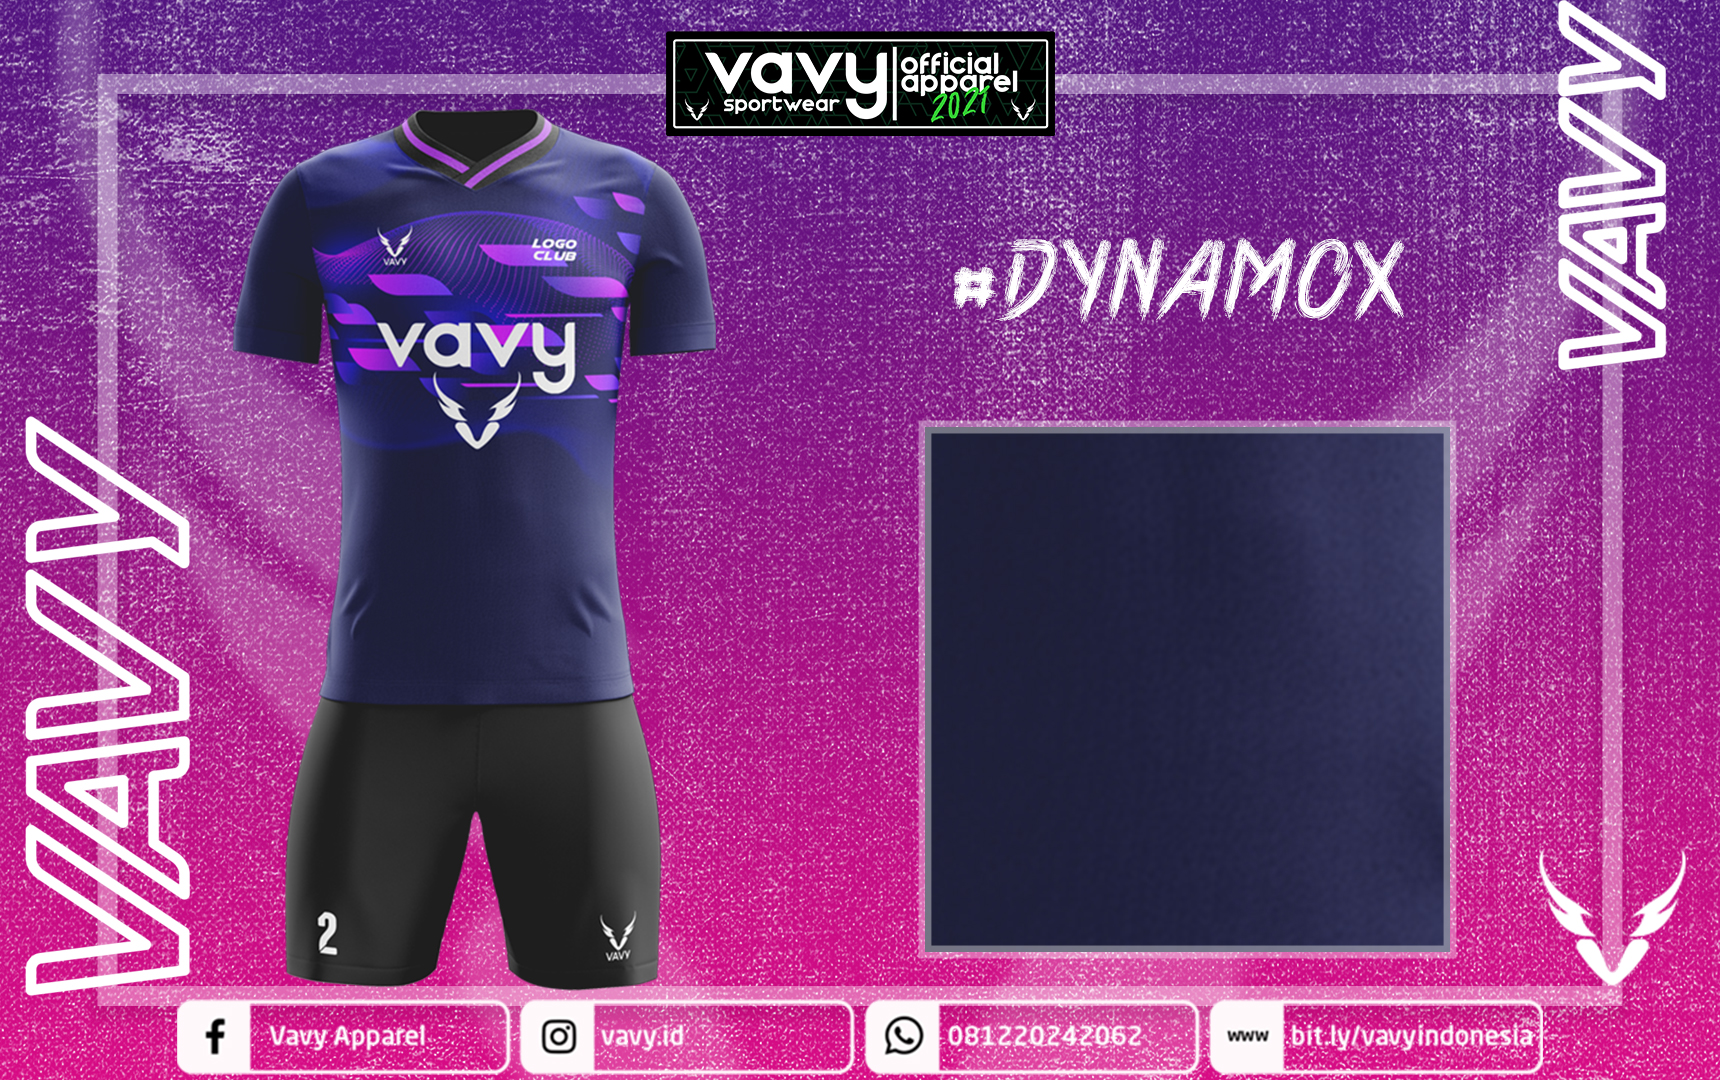 vavy
sportwear
official
apparel
2021
VAVY
VAVY
LOGO
CLUB
vavy
#DYNAMOX
VAVY
2
VAVY
Vavy Apparel
vavy.id
081220242062
www
bit.ly/vavyindonesia